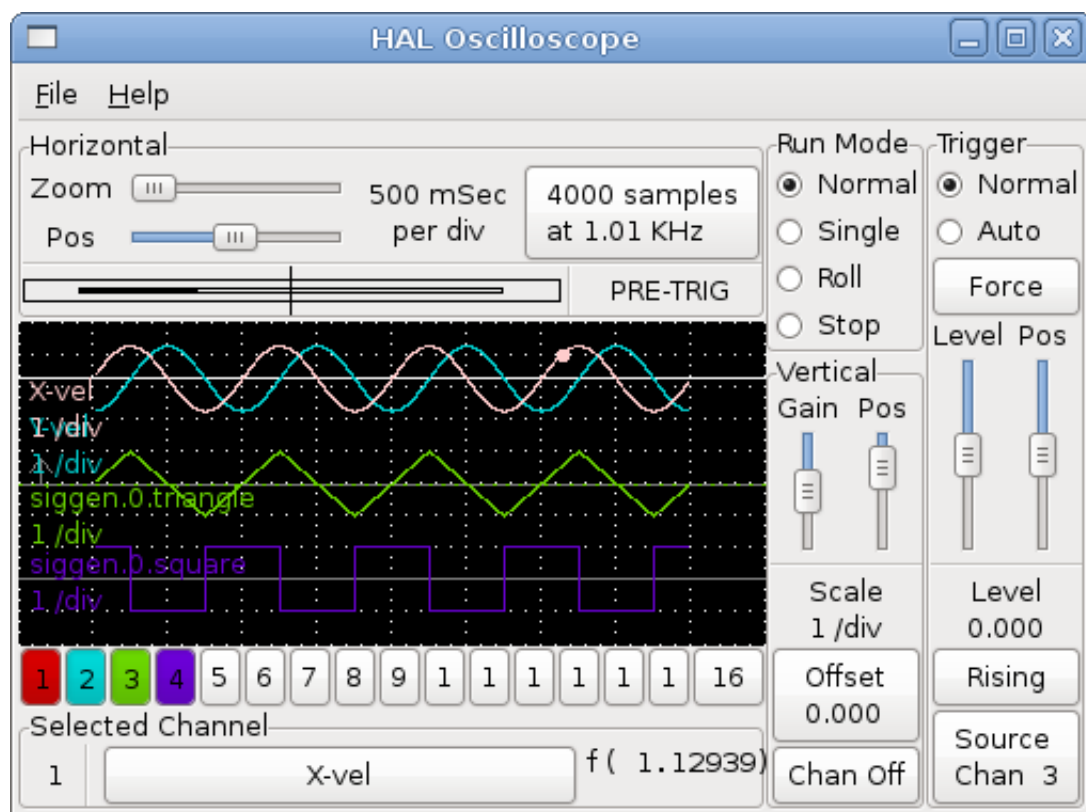 HAL Oscilloscope
File Help
Horizontal
Zoom
Pos
500 mSec
per div
4000 samples
at 1.01 KHz
PRE-TRIG
Run Mode
Normal
Single
Roll
Stop
Trigger
Normal
Auto
Force
Level Pos
Vertical
Gain Pos
Scale
1 /div
Offset
0.000
Chan Off
Level
0.000
Rising
Source
Chan 3
X-vel
1 /div
Y-vel
1 /div
siggen.0.triangle
1 /div
siggen.0.square
1 /div
1 2 3 4 5 6 7 8 9 1 1 1 1 1 1 16
Selected Channel
1 X-vel f( 1.12939)